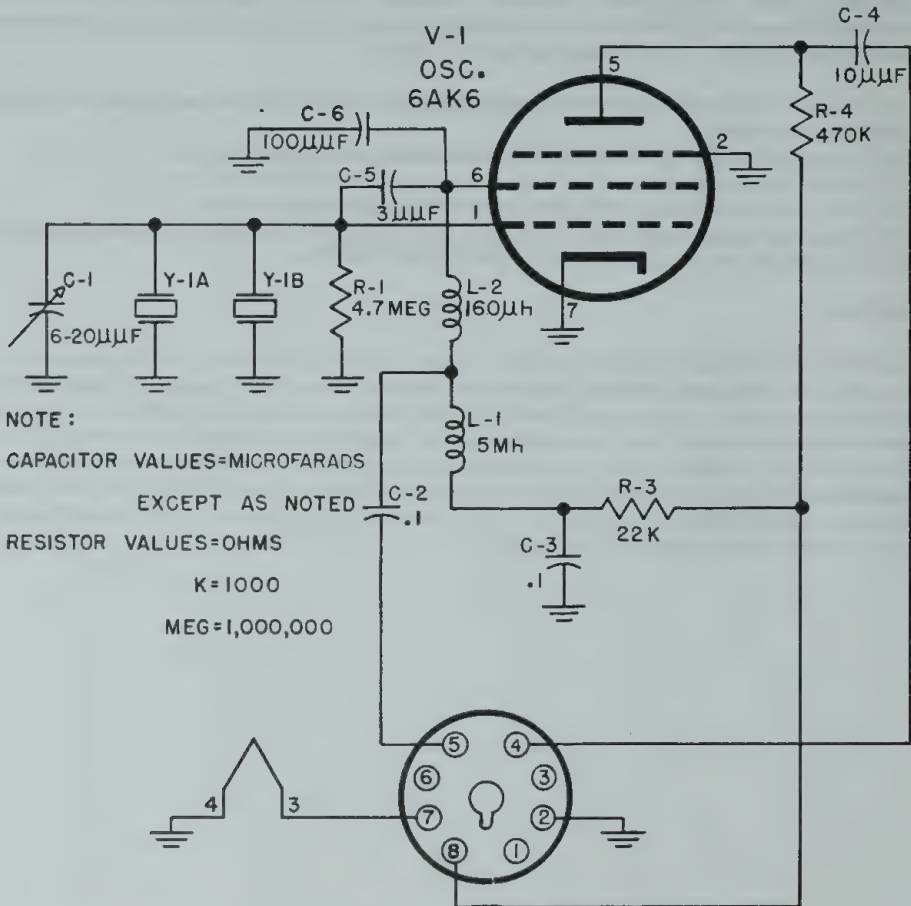 V-1
OSC.
6AK6
C-4
10μμF
5
R-4
470K
2
C-6
100μμF
C-5
3μμF
6
1
7
C-1
6-20μμF
Y-1A
Y-1B
R-1
4.7 MEG
L-2
160μh
L-1
5Mh
NOTE:
CAPACITOR VALUES=MICROFARADS
EXCEPT AS NOTED
RESISTOR VALUES=OHMS
K=1000
MEG=1,000,000
C-2
.1
R-3
22K
C-3
.1
5
4
6
3
7
2
8
1
4
3